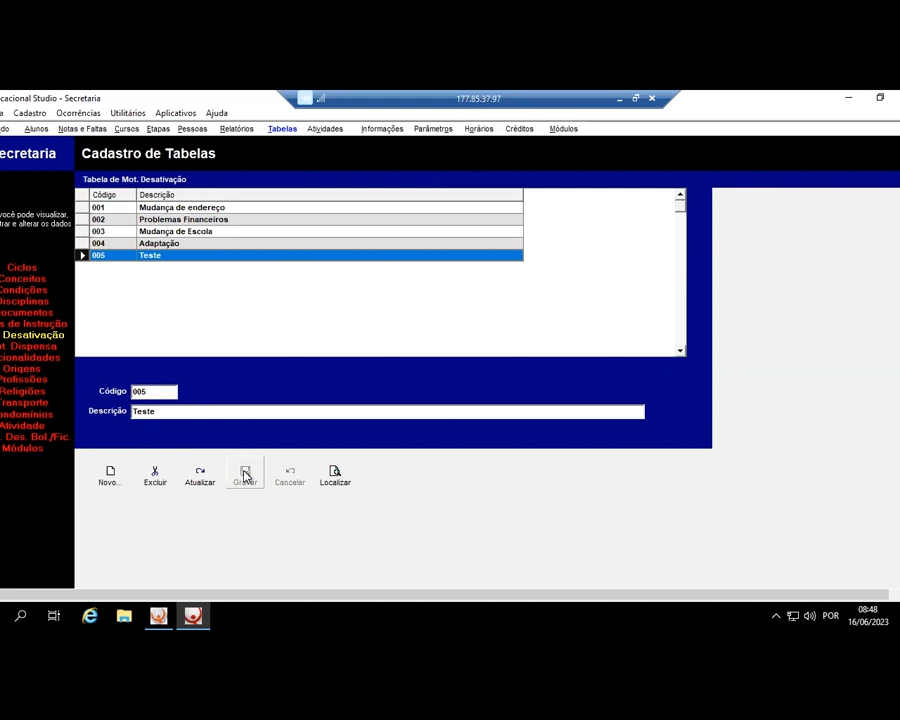 cacional Studio - Secretaria
177.85.37.97
a Cadastro Ocorrências Utilitários Aplicativos Ajuda
do Alunos Notas e Faltas Cursos Etapas Pessoas Relatórios Tabelas Atividades Informações Parâmetros Horários Créditos Módulos
ecretaria
Cadastro de Tabelas
Tabela de Mot. Desativação
Código Descrição
001 Mudança de endereço
002 Problemas Financeiros
003 Mudança de Escola
004 Adaptação
005 Teste
você pode visualizar,
trar e alterar os dados
Ciclos
Conceitos
Condições
Disciplinas
ocumentos
s de Instrução
Desativação
t. Dispensa
cionalidades
Origens
Profissões
Religiões
Transporte
ondomínios
Atividade
. Des. Bol./Fic.
Módulos
Código 005
Descrição Teste
Novo... Excluir Atualizar Gravar Cancelar Localizar
POR
08:48
16/06/2023